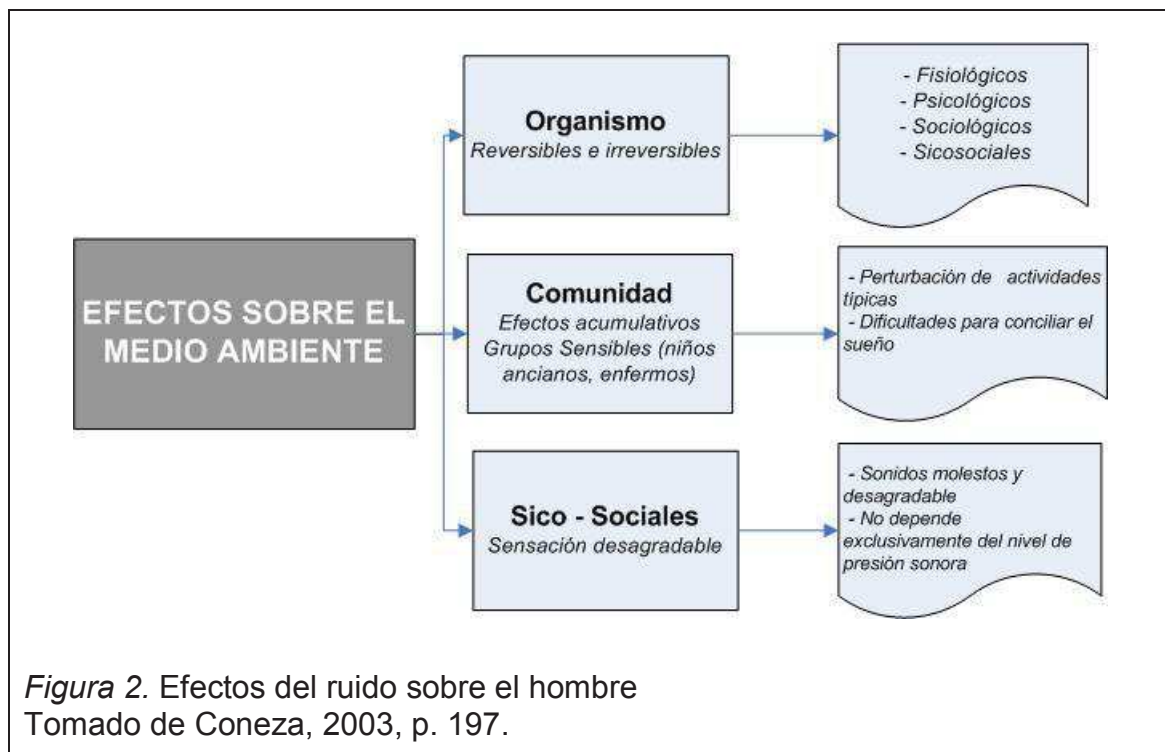 EFECTOS SOBRE EL
MEDIO AMBIENTE
Organismo
Reversibles e irreversibles
- Fisiológicos
- Psicológicos
- Sociológicos
- Sicosociales
Comunidad
Efectos acumulativos
Grupos Sensibles (niños
ancianos, enfermos)
- Perturbación de actividades
típicas
- Dificultades para conciliar el
sueño
Sico - Sociales
Sensación desagradable
- Sonidos molestos y
desagradable
- No depende
exclusivamente del nivel de
presión sonora
Figura 2. Efectos del ruido sobre el hombre
Tomado de Coneza, 2003, p. 197.